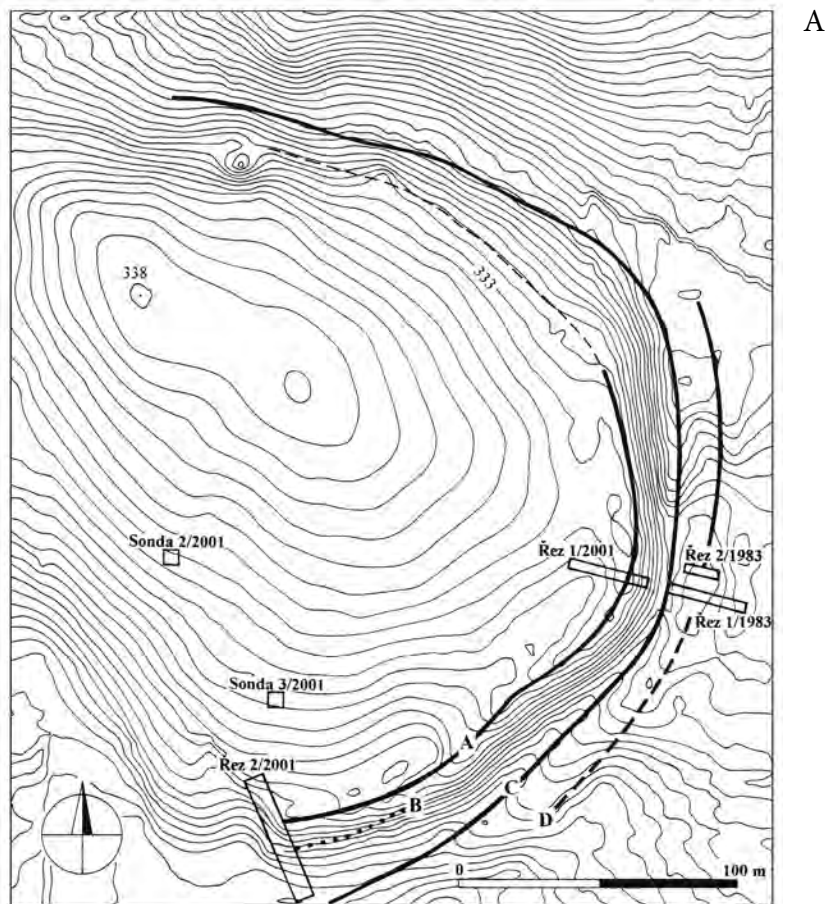 A
338
333
Sonda 2/2001
Řez 1/2001
Řez 2/1983
Řez 1/1983
Sonda 3/2001
Řez 2/2001
A
B
C
D
0
100 m